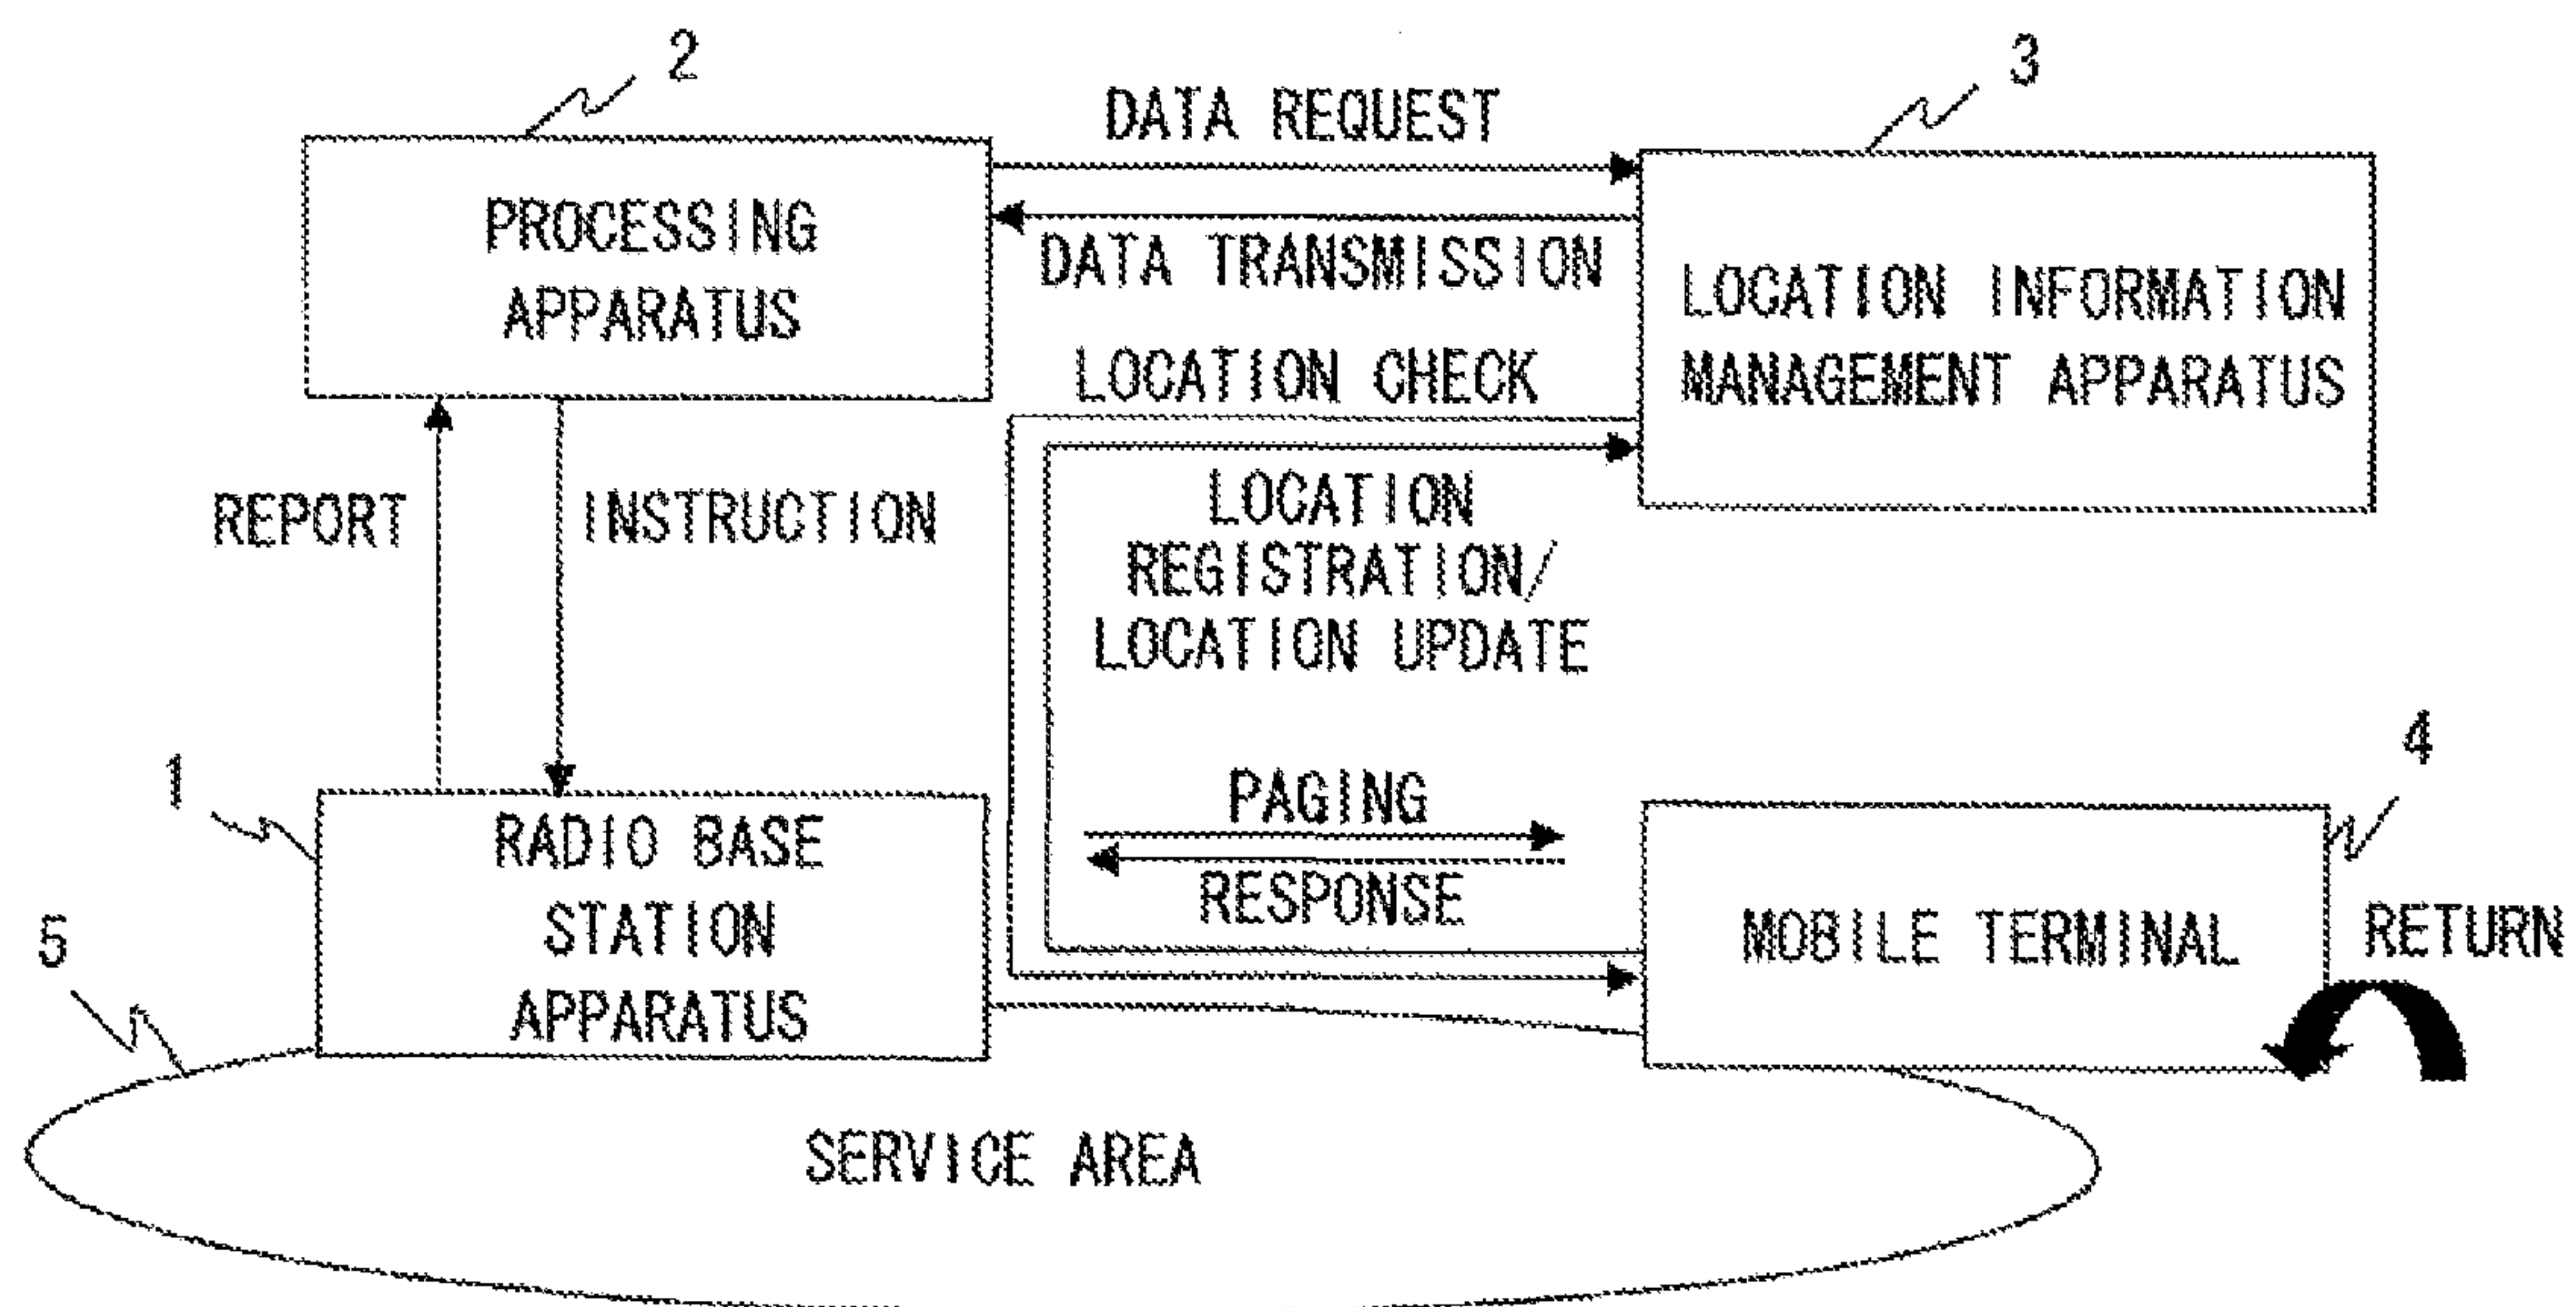 2
3
DATA REQUEST
PROCESSING
APPARATUS
DATA TRANSMISSION
LOCATION INFORMATION
MANAGEMENT APPARATUS
LOCATION CHECK
REPORT
INSTRUCTION
LOCATION
REGISTRATION/
LOCATION UPDATE
1
4
PAGING
RESPONSE
RADIO BASE
STATION
APPARATUS
MOBILE TERMINAL
RETURN
5
SERVICE AREA